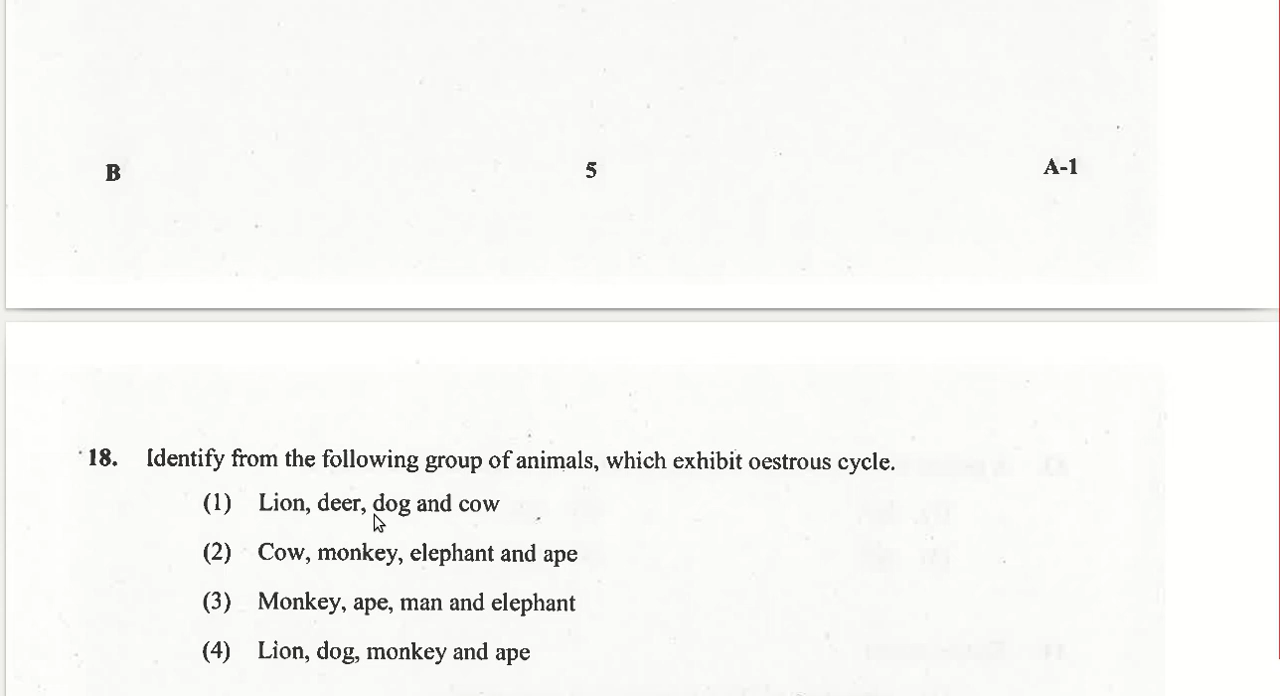 B 5 A-1
18. Identify from the following group of animals, which exhibit oestrous cycle.
(1) Lion, deer, dog and cow
(2) Cow, monkey, elephant and ape
(3) Monkey, ape, man and elephant
(4) Lion, dog, monkey and ape